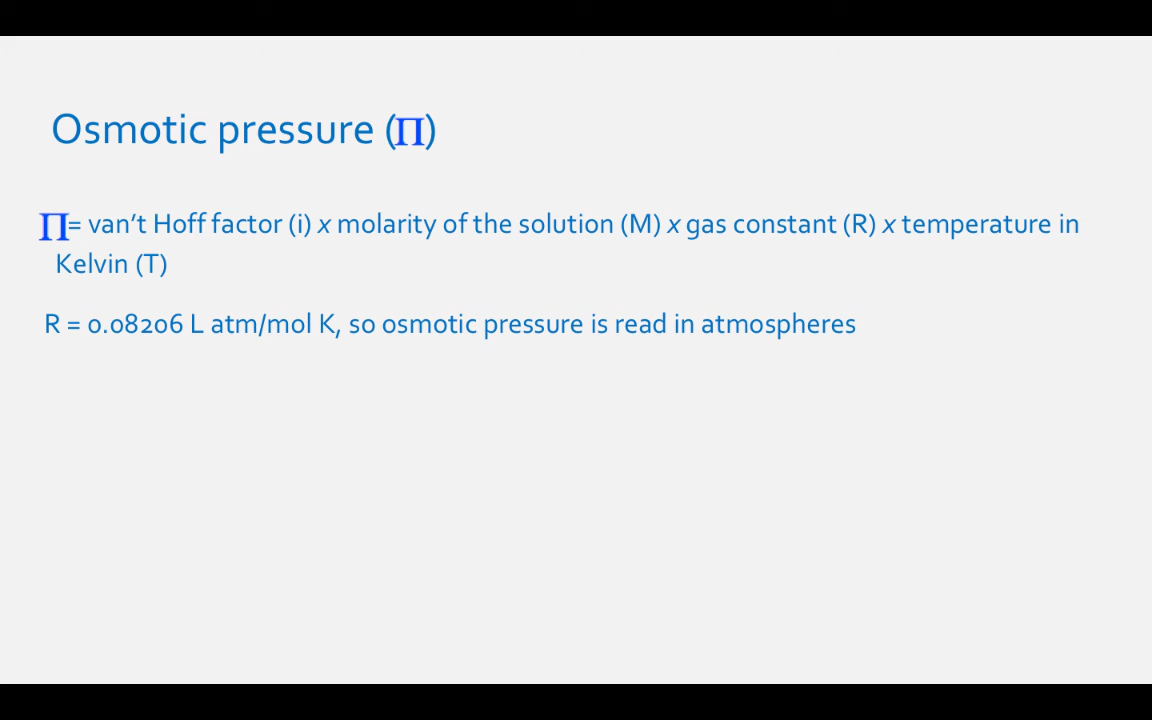 Osmotic pressure (Π)
Π= van’t Hoff factor (i) x molarity of the solution (M) x gas constant (R) x temperature in
Kelvin (T)
R = 0.08206 L atm/mol K, so osmotic pressure is read in atmospheres